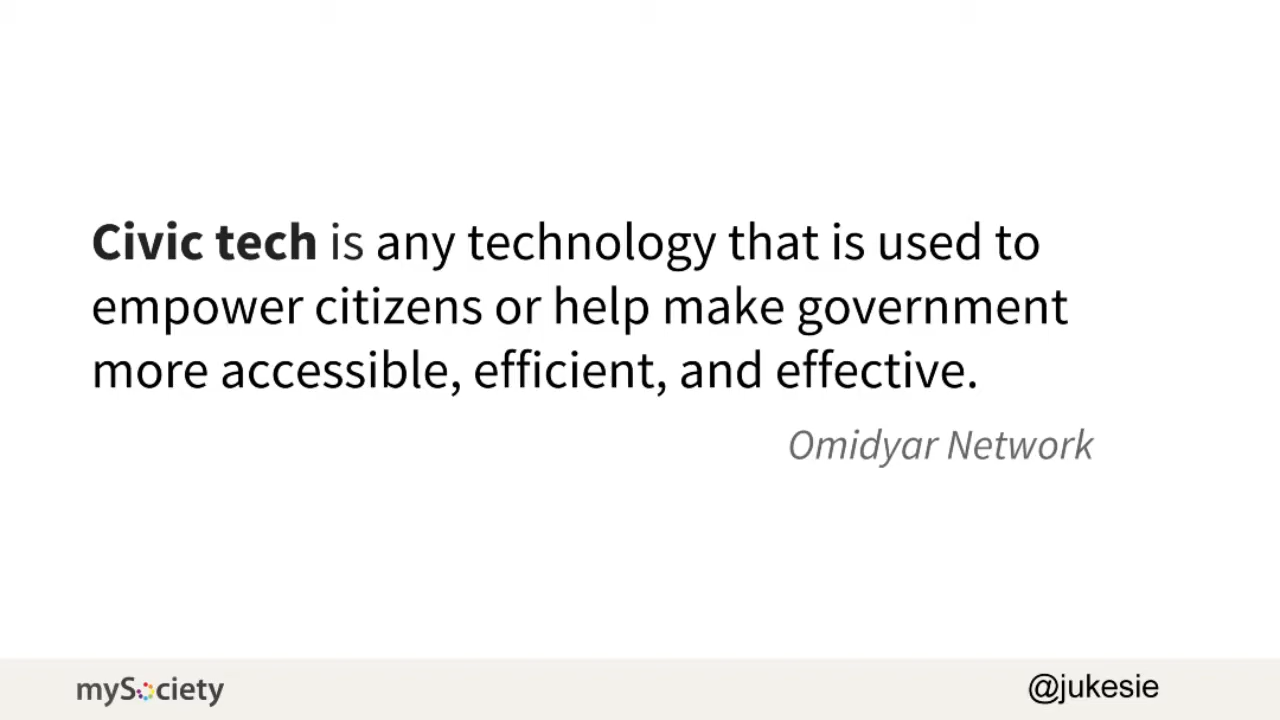 Civic tech is any technology that is used to
empower citizens or help make government
more accessible, efficient, and effective.
Omidyar Network
mySociety
@jukesie